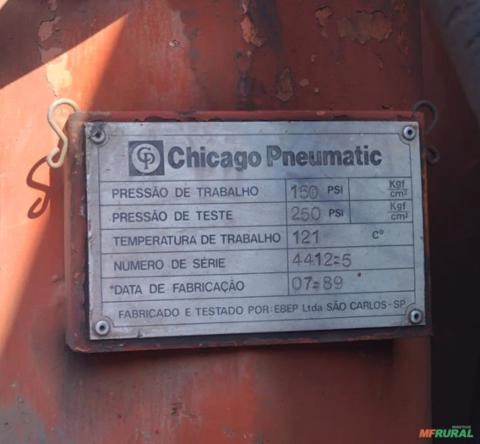 CP Chicago Pneumatic
PRESSÃO DE TRABALHO 150 PSI Kgf/cm²
PRESSÃO DE TESTE 250 PSI Kgf/cm²
TEMPERATURA DE TRABALHO 121 Cº
NÚMERO DE SÉRIE 4412=5
*DATA DE FABRICAÇÃO 07=89
FABRICADO E TESTADO POR: EBEP Ltda SÃO CARLOS-SP
MFRURAL